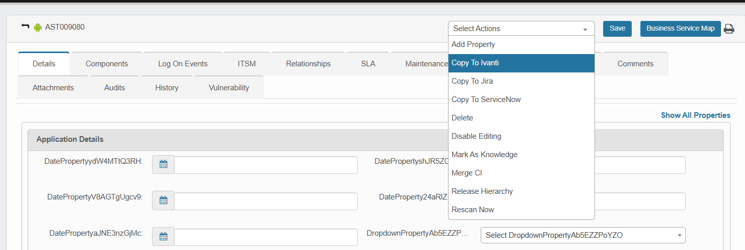 AST009080
Select Actions
Save
Business Service Map
Add Property
Copy To Ivanti
Copy To Jira
Copy To ServiceNow
Delete
Disable Editing
Mark As Knowledge
Merge CI
Release Hierarchy
Rescan Now
Details Components Log On Events ITSM Relationships SLA Maintenance Comments
Attachments Audits History Vulnerability
Show All Properties
Application Details
DatePropertyydW4MTtQ3RH:
DatePropertyV8AGTgUgcv9: DateProperty24aRIZ
DatePropertyaJNE3nzGjMc: DropdownPropertyAb5EZZP... Select DropdownPropertyAb5EZZPoYZO